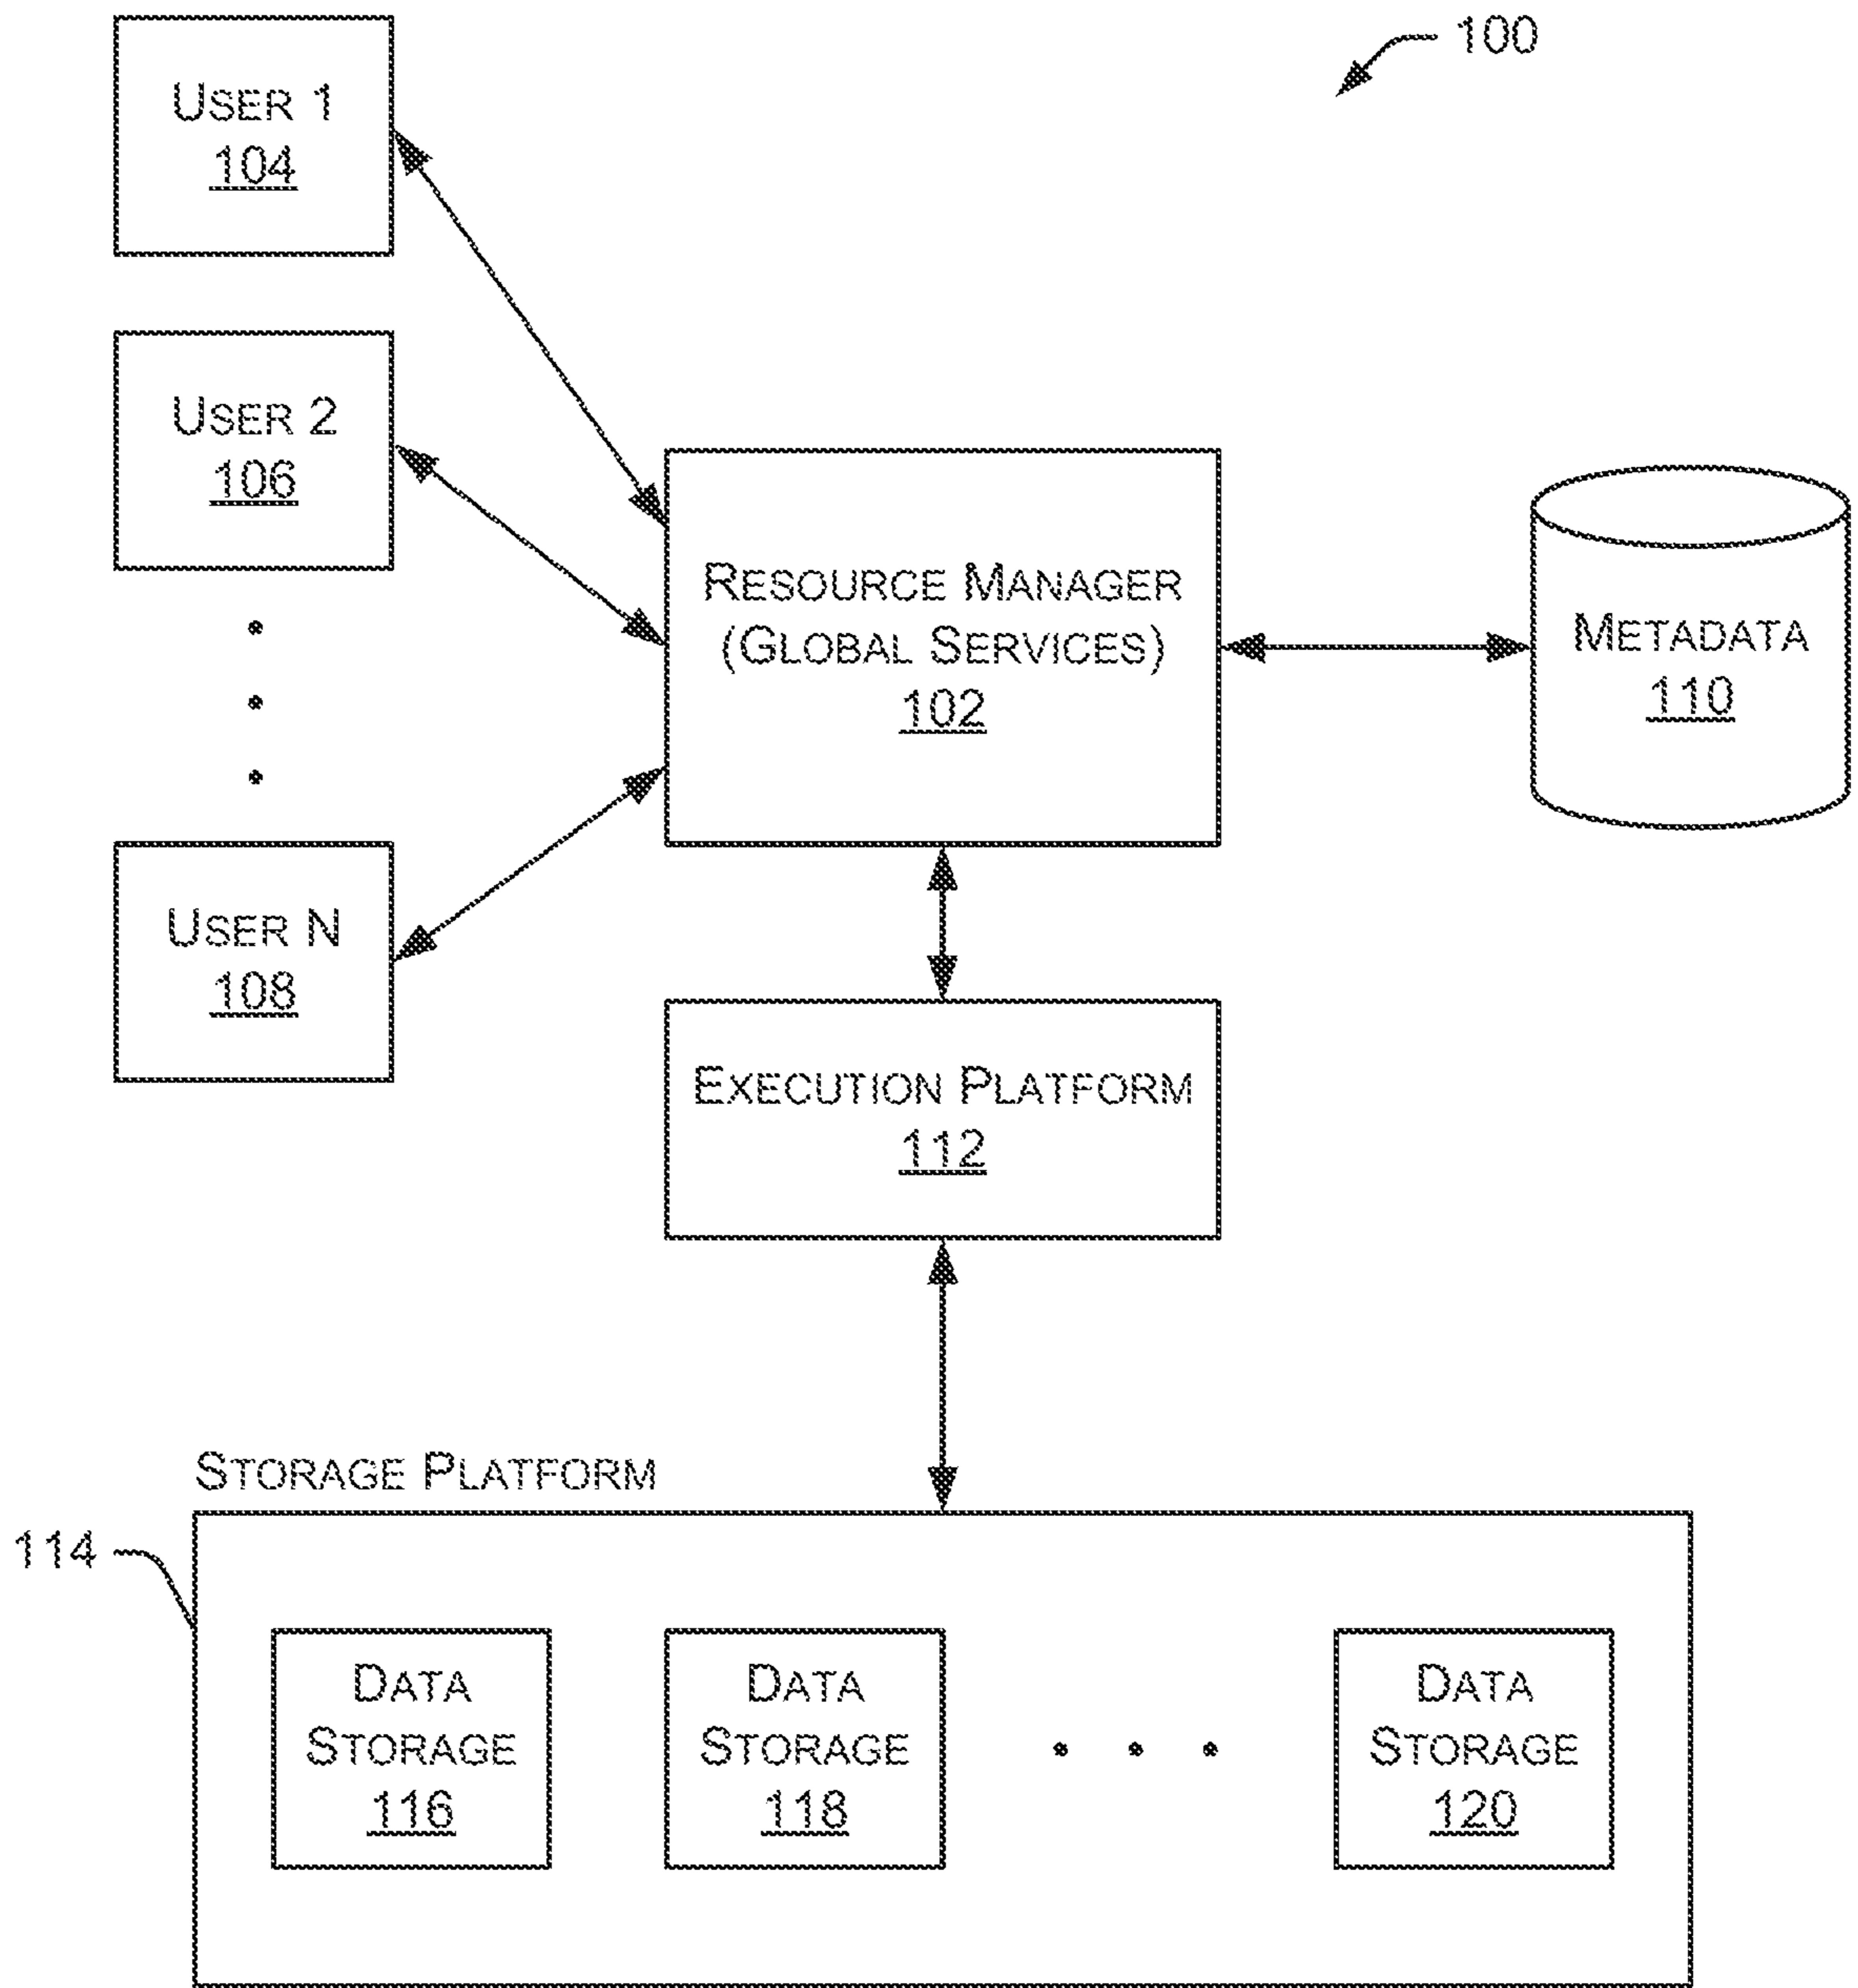 100
USER 1
104
USER 2
106
RESOURCE MANAGER
(GLOBAL SERVICES)
102
METADATA
110
USER N
108
EXECUTION PLATFORM
112
STORAGE PLATFORM
114
DATA
STORAGE
116
DATA
STORAGE
118
DATA
STORAGE
120